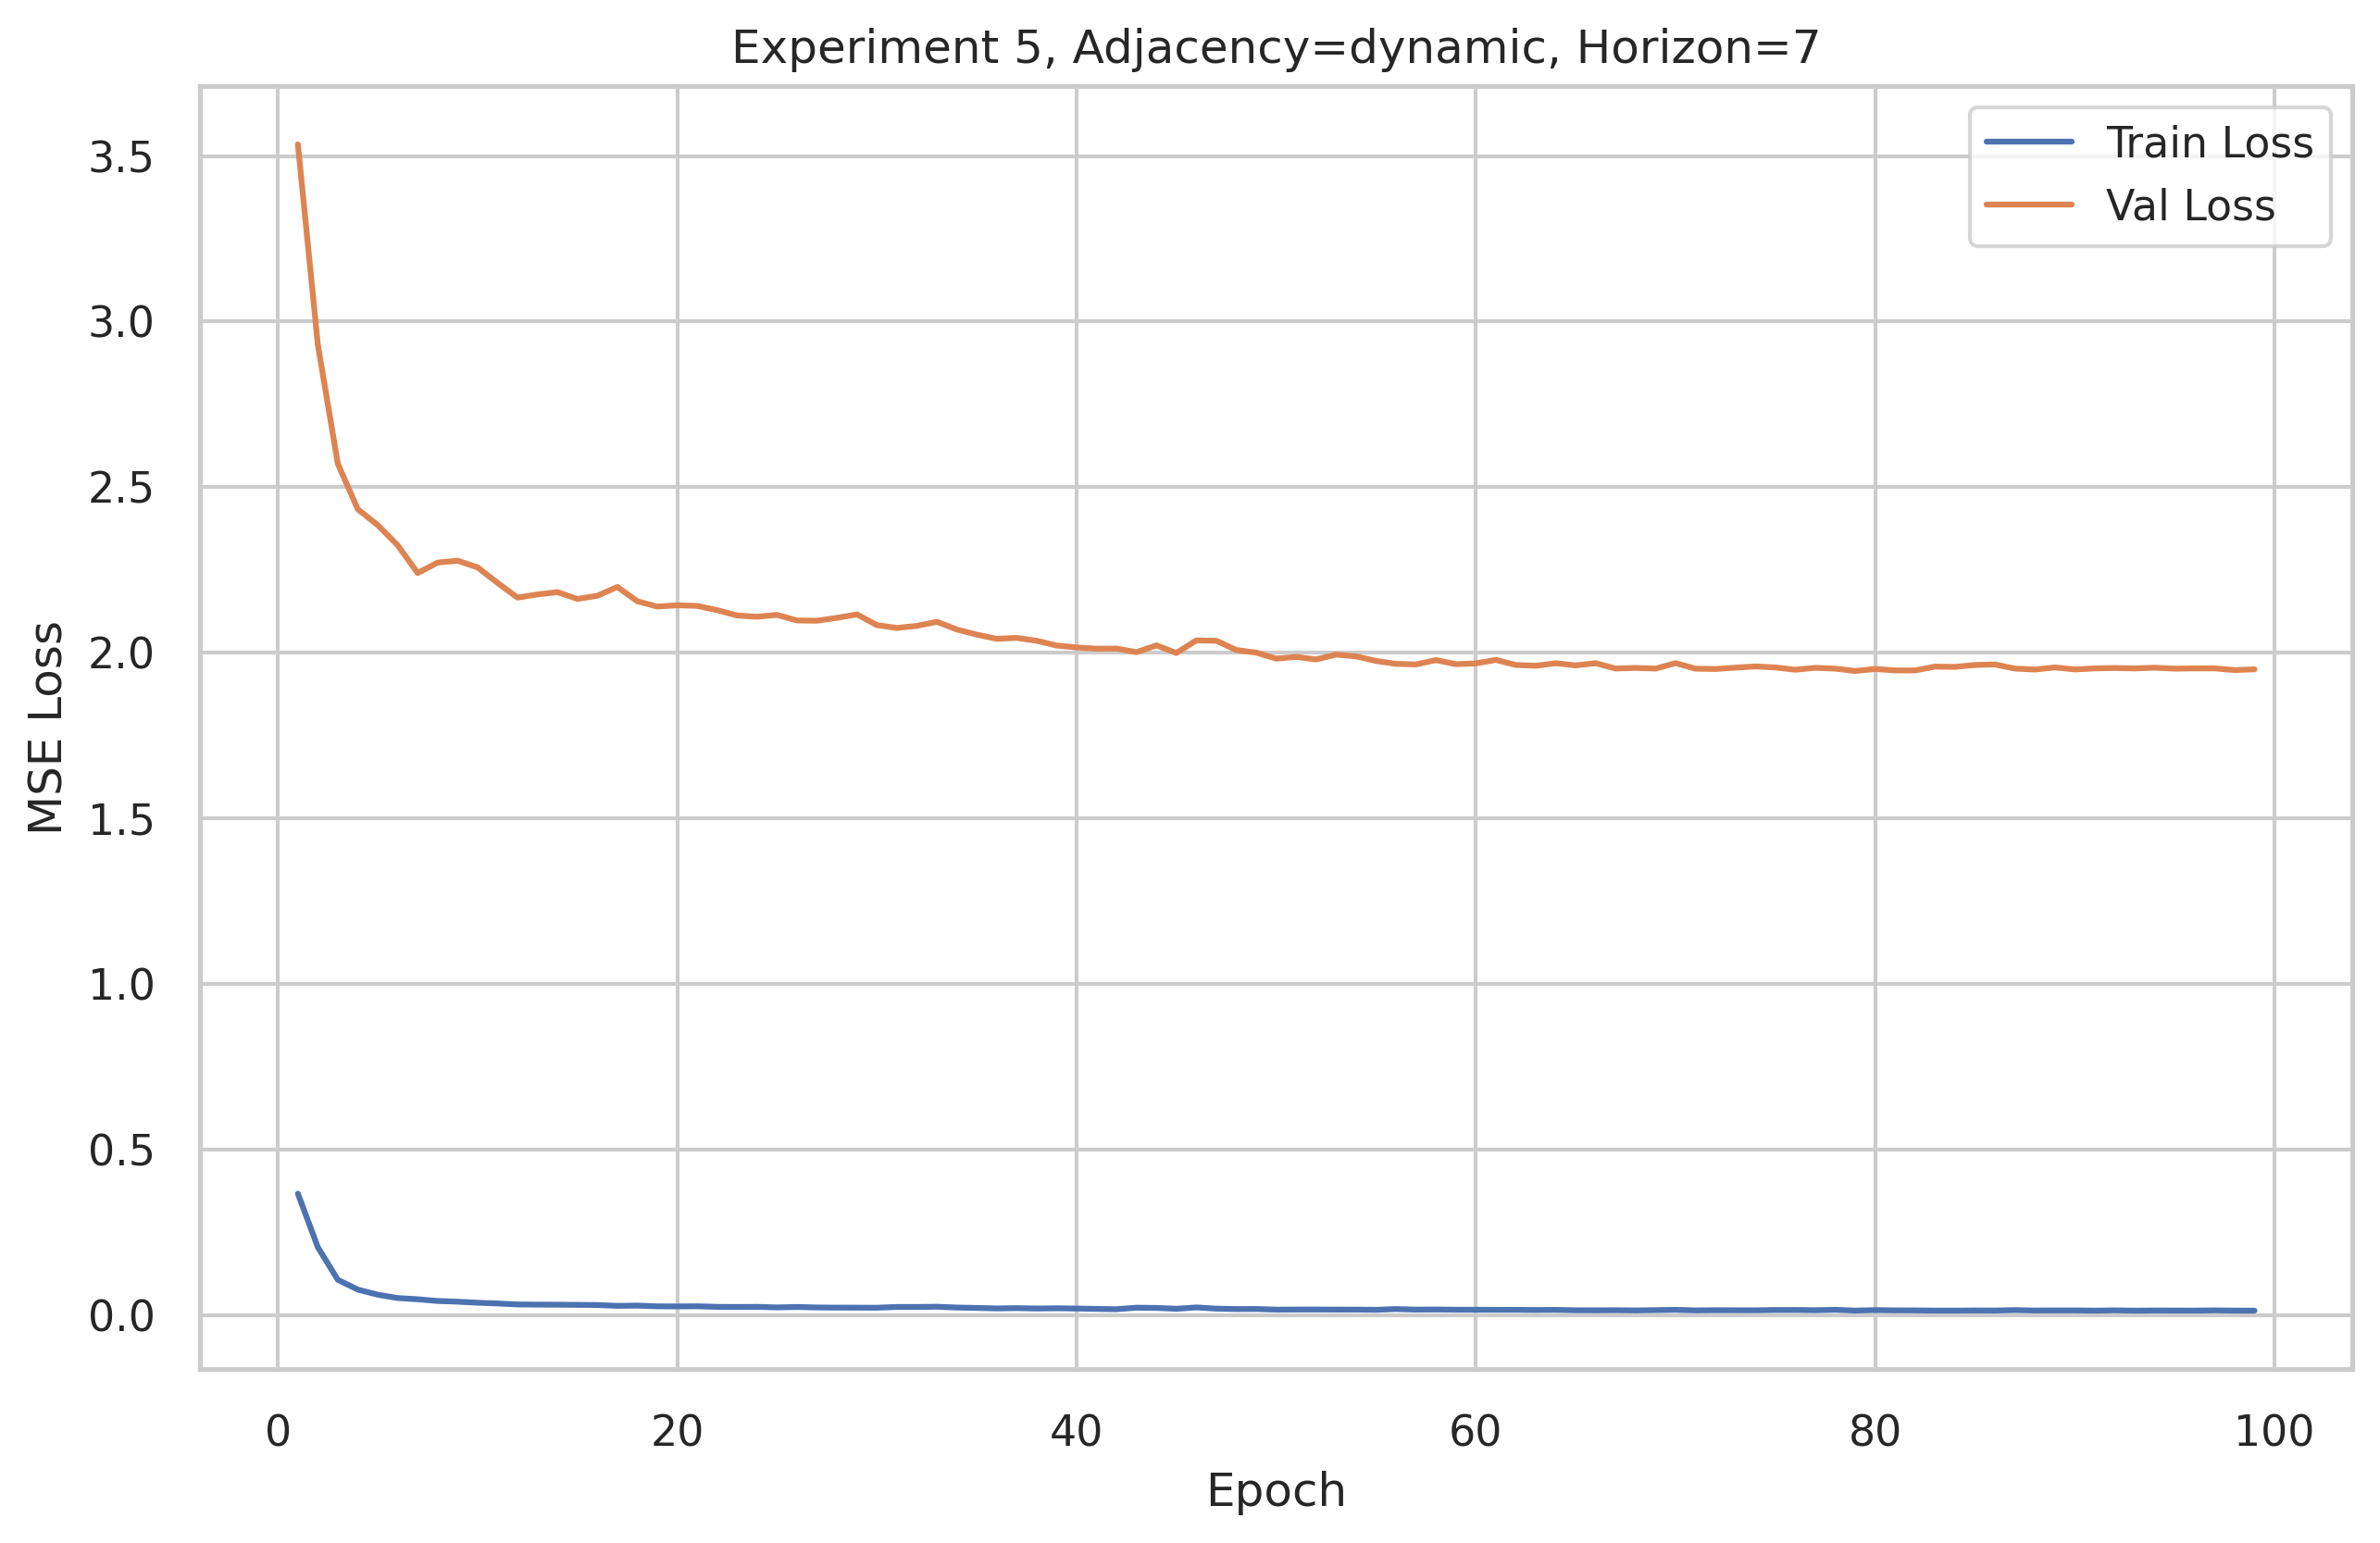 Experiment 5, Adjacency=dynamic, Horizon=7
Train Loss
Val Loss
3.5
3.0
2.5
2.0
1.5
1.0
0.5
0.0
MSE Loss
0 20 40 60 80 100
Epoch